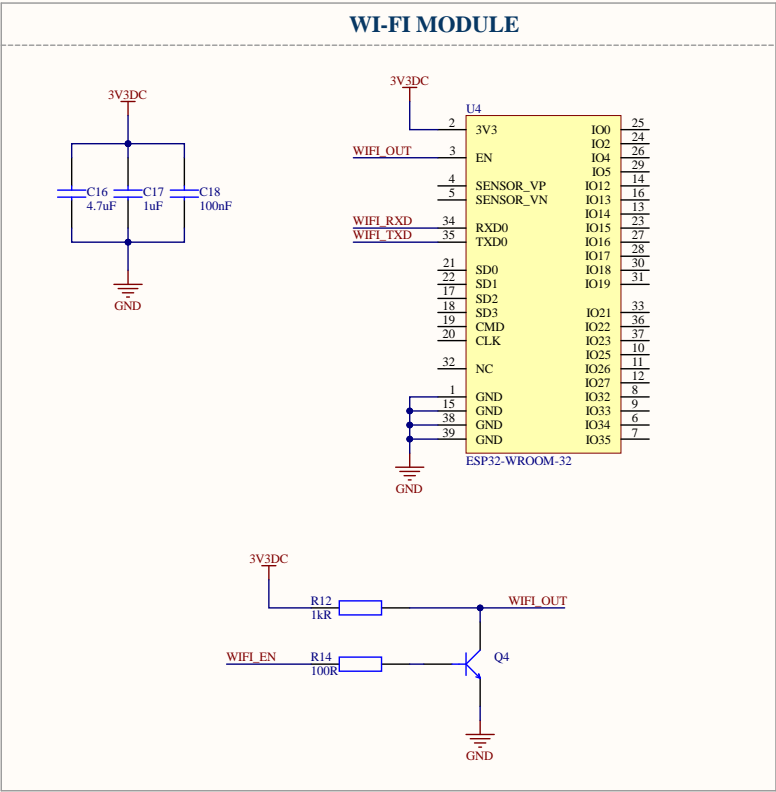 WI-FI MODULE
3V3DC
C16
4.7uF
C17
1uF
C18
100nF
GND
3V3DC
U4
2 3V3
WIFI_OUT 3 EN
4 SENSOR_VP
5 SENSOR_VN
WIFI_RXD 34 RXD0
WIFI_TXD 35 TXD0
21 SD0
22 SD1
17 SD2
18 SD3
19 CMD
20 CLK
32 NC
1 GND
15 GND
38 GND
39 GND
IO0 25
IO2 24
IO4 26
IO5 29
IO12 14
IO13 16
IO14 13
IO15 23
IO16 27
IO17 28
IO18 30
IO19 31
IO21 33
IO22 36
IO23 37
IO25 10
IO26 11
IO27 12
IO32 8
IO33 9
IO34 6
IO35 7
ESP32-WROOM-32
GND
3V3DC
R12
1kR
WIFI_OUT
WIFI_EN
R14
100R
Q4
GND